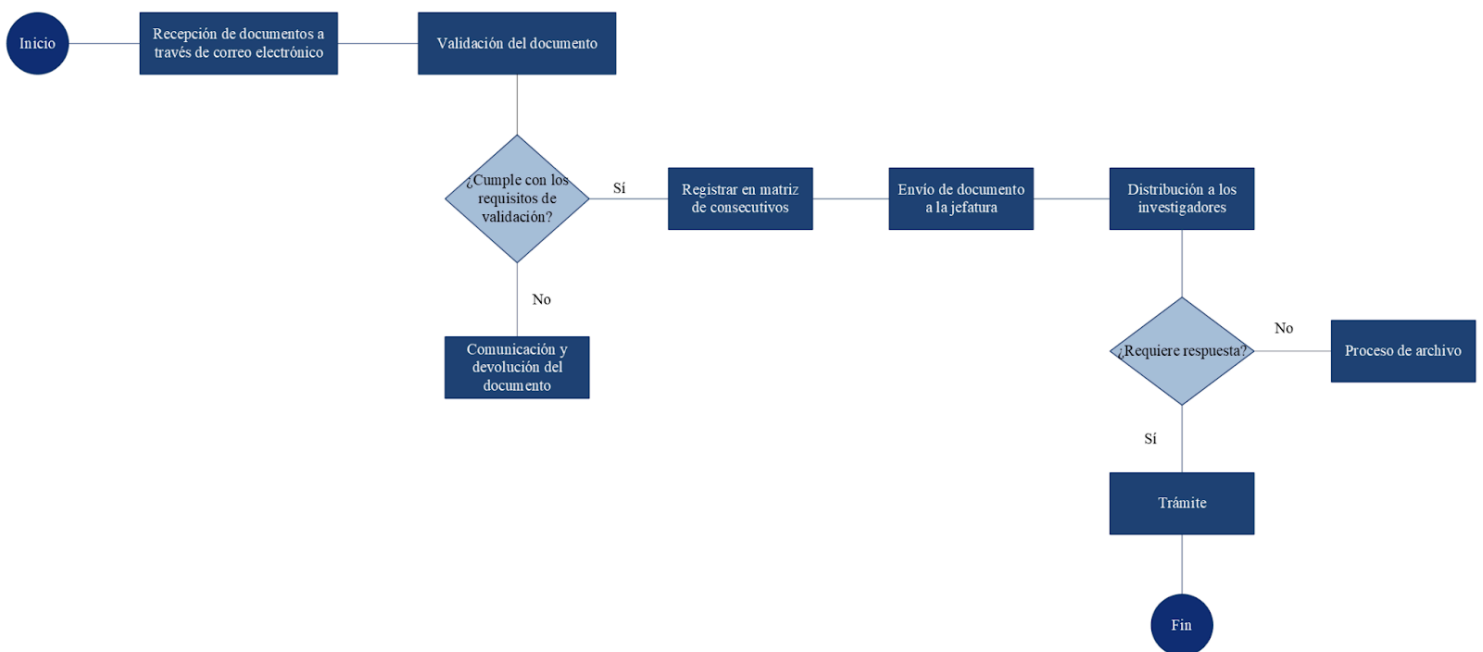 Inicio
Recepción de documentos a
través de correo electrónico
Validación del documento
¿Cumple con los
requisitos de
validación?
Sí
Registrar en matriz
de consecutivos
Envío de documento
a la jefatura
Distribución a los
investigadores
No
Comunicación y
devolución del
documento
¿Requiere respuesta?
No
Proceso de archivo
Sí
Trámite
Fin